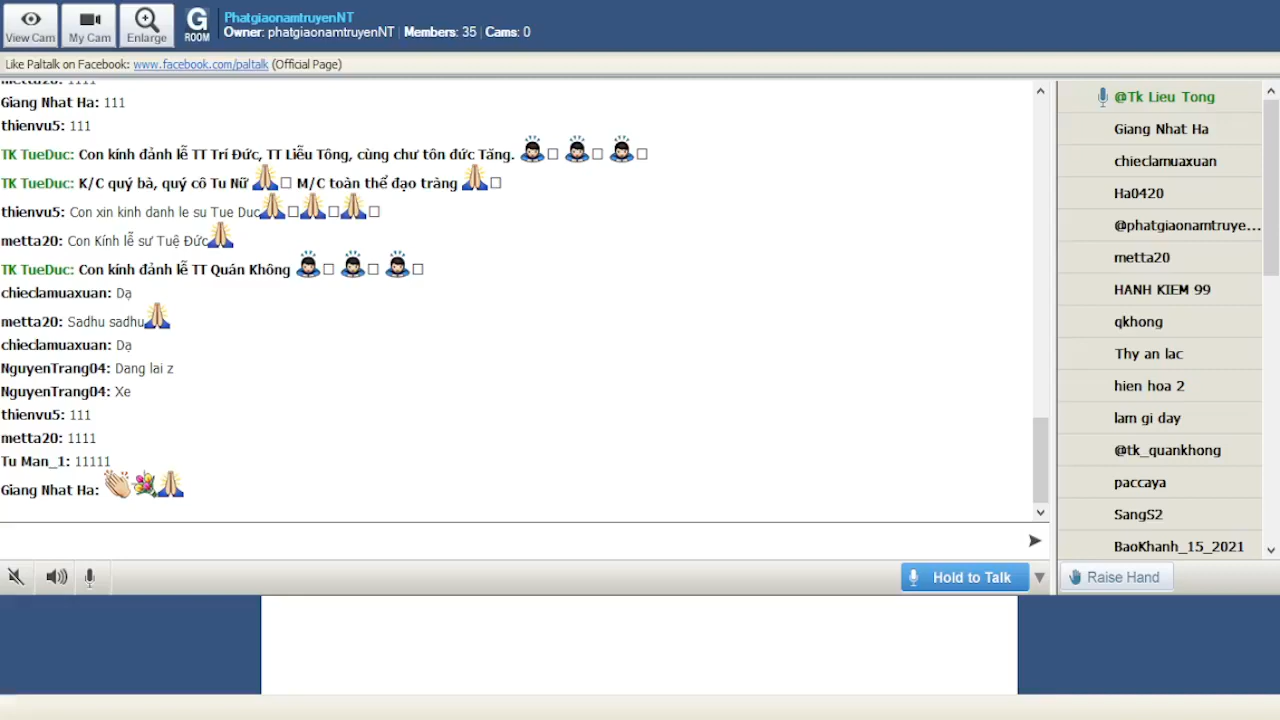 View Cam
My Cam
Enlarge
G
ROOM
PhatgiaonamtruyenNT
Owner: phatgiaonamtruyenNT | Members: 35 | Cams: 0
Like Paltalk on Facebook: www.facebook.com/paltalk (Official Page)
metta20: 1111
Giang Nhat Ha: 111
thienvu5: 111
TK TueDuc: Con kính đảnh lễ TT Trí Đức, TT Liễu Tông, cùng chư tôn đức Tăng.
TK TueDuc: K/C quý bà, quý cô Tu Nữ 🙏 M/C toàn thể đạo tràng 🙏
thienvu5: Con xin kinh danh le su Tue Duc
metta20: Con Kính lễ sư Tuệ Đức
TK TueDuc: Con kính đảnh lễ TT Quán Không
chieclamuaxuan: Dạ
metta20: Sadhu sadhu
chieclamuaxuan: Dạ
NguyenTrang04: Dang lai z
NguyenTrang04: Xe
thienvu5: 111
metta20: 1111
Tu Man_1: 11111
Giang Nhat Ha:
@Tk Lieu Tong
Giang Nhat Ha
chieclamuaxuan
Ha0420
@phatgiaonamtruye...
metta20
HANH KIEM 99
qkhong
Thy an lac
hien hoa 2
lam gi day
@tk_quankhong
paccaya
SangS2
BaoKhanh_15_2021
Hold to Talk
Raise Hand